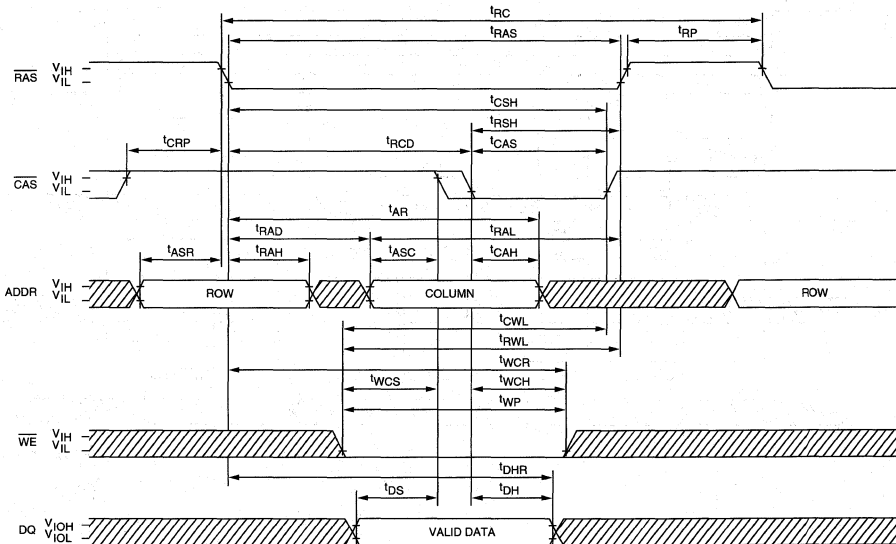 tRC
tRAS
tRP
RAS VIH
VIL
tCSH
tRSH
tCRP
tRCD
tCAS
CAS VIH
VIL
tAR
tRAD
tRAL
tASR
tRAH
tASC
tCAH
ADDR VIH
VIL
ROW
COLUMN
ROW
tCWL
tRWL
tWCR
tWCS
tWCH
tWP
WE VIH
VIL
tDHR
tDS
tDH
DQ VIOH
VIOL
VALID DATA